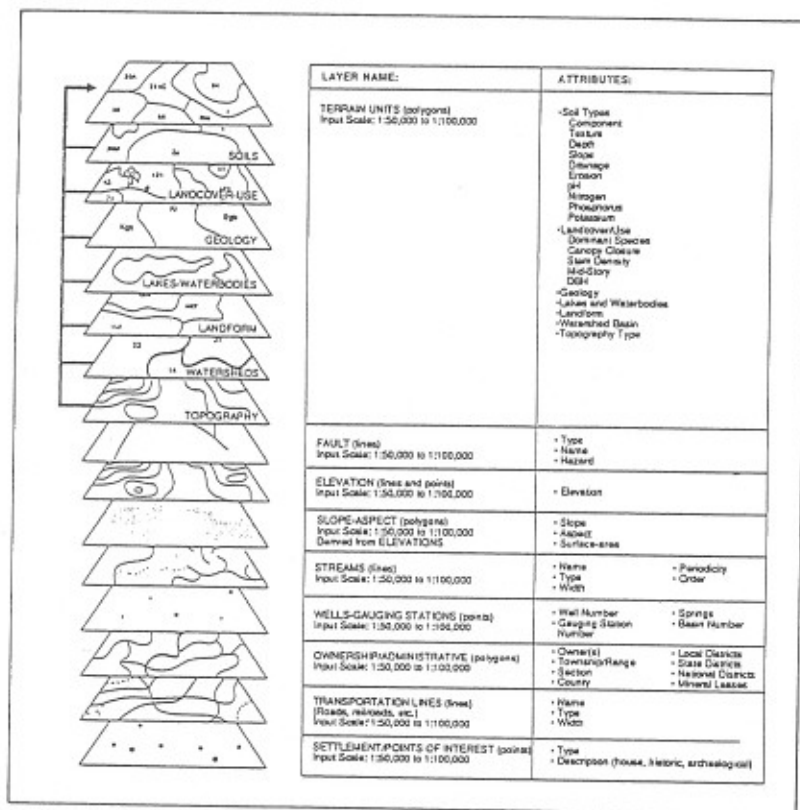 LAYER NAME:
ATTRIBUTES:
TERRAIN UNITS (polygons)
Input Scale: 1:50,000 to 1:100,000
• Soil Types
Component
Texture
Depth
Slope
Drainage
Erosion
pH
Nitrogen
Phosphorus
Potassium
• Landcover/Use
Dominant Species
Canopy Closure
Stem Density
Mid-Story
DBH
• Geology
• Lakes and Waterbodies
• Landform
• Watershed Basin
• Topography Type
SOILS
LANDCOVER-USE
GEOLOGY
LAKES-WATERBODIES
LANDFORM
WATERSHEDS
TOPOGRAPHY
FAULT (lines)
Input Scale: 1:50,000 to 1:100,000
• Type
• Name
• Hazard
ELEVATION (lines and points)
Input Scale: 1:50,000 to 1:100,000
• Elevation
SLOPE-ASPECT (polygons)
Input Scale: 1:50,000 to 1:100,000
Derived from ELEVATIONS
• Slope
• Aspect
• Surface-area
STREAMS (lines)
Input Scale: 1:50,000 to 1:100,000
• Name • Periodicity
• Type • Order
• Width
WELLS-GAUGING STATIONS (points)
Input Scale: 1:50,000 to 1:100,000
• Well Number • Springs
• Gauging Station • Basin Number
Number
OWNERSHIP/ADMINISTRATIVE (polygons)
Input Scale: 1:50,000 to 1:100,000
• Owner(s) • Local Districts
• Township/Range • State Districts
• Section • National Districts
• County • Mineral Leases
TRANSPORTATION LINES (lines)
(Roads, railroads, etc.)
Input Scale: 1:50,000 to 1:100,000
• Name
• Type
• Width
SETTLEMENT/POINTS OF INTEREST (points)
Input Scale: 1:50,000 to 1:100,000
• Type
• Description (house, historic, archeological)